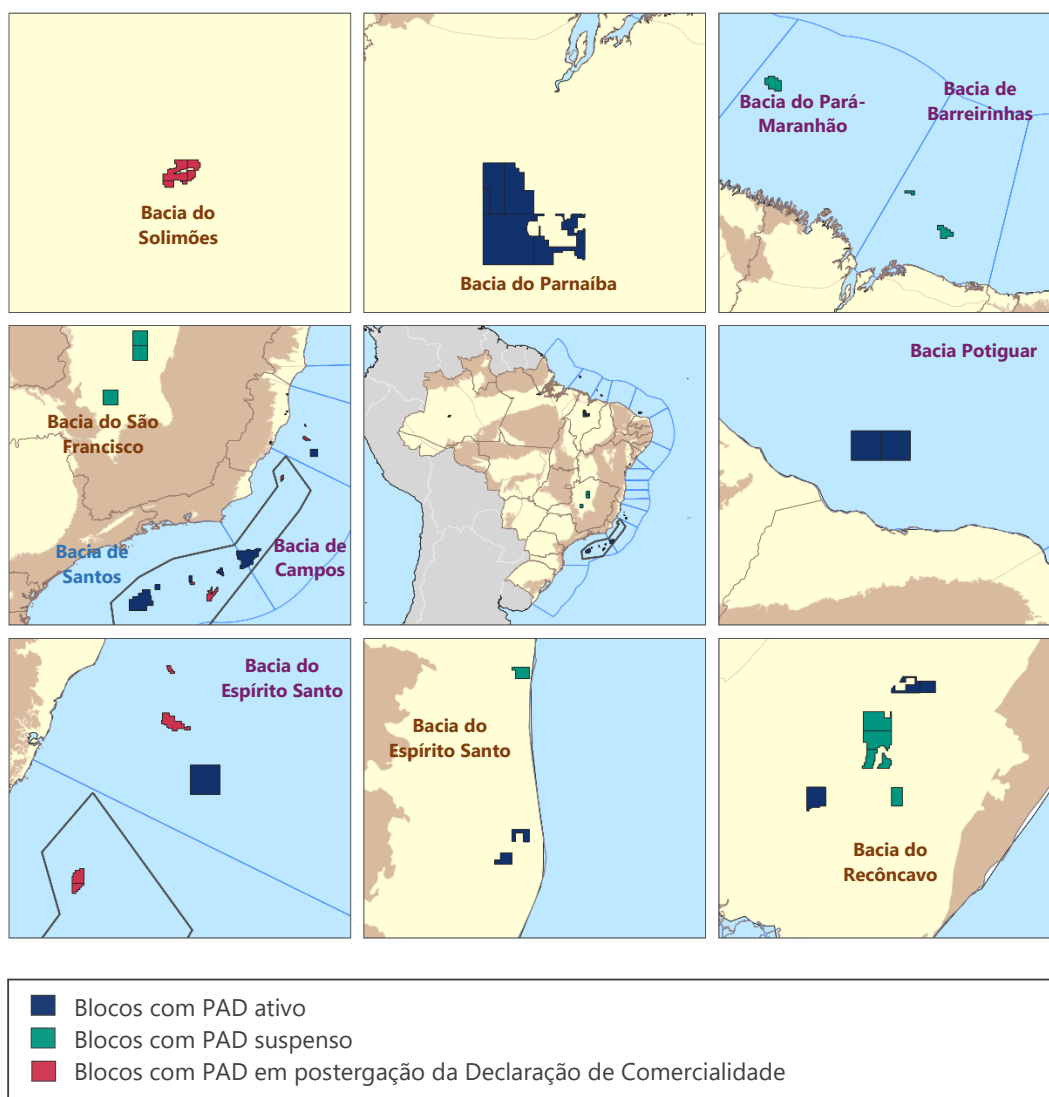 Bacia do
Solimões
Bacia do Parnaíba
Bacia do Pará-
Maranhão
Bacia de
Barreirinhas
Bacia do São
Francisco
Bacia de
Santos
Bacia de
Campos
Bacia Potiguar
Bacia do
Espírito Santo
Bacia do
Espírito Santo
Bacia do
Recôncavo
Blocos com PAD ativo
Blocos com PAD suspenso
Blocos com PAD em postergação da Declaração de Comercialidade